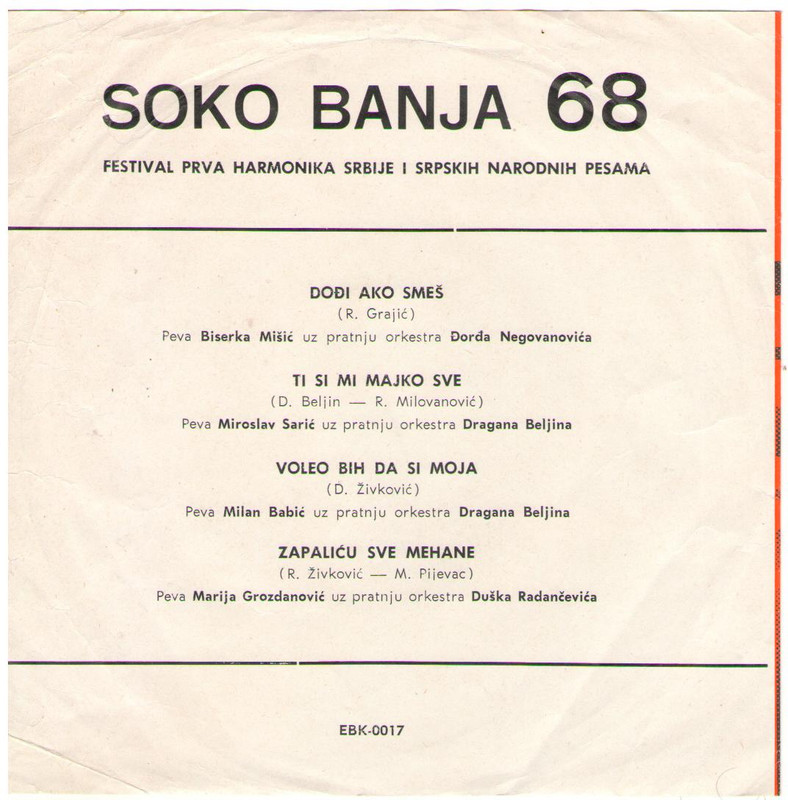 SOKO BANJA 68
FESTIVAL PRVA HARMONIKA SRBIJE I SRPSKIH NARODNIH PESAMA
DOĐI AKO SMEŠ
(R. Grajić)
Peva Biserka Mišić uz pratnju orkestra Đorđa Negovanovića
TI SI MI MAJKO SVE
(D. Beljin — R. Milovanović)
Peva Miroslav Sarić uz pratnju orkestra Dragana Beljina
VOLEO BIH DA SI MOJA
(D. Živković)
Peva Milan Babić uz pratnju orkestra Dragana Beljina
ZAPALIĆU SVE MEHANE
(R. Živković — M. Pijevac)
Peva Marija Grozdanović uz pratnju orkestra Duška Radančevića
EBK-0017